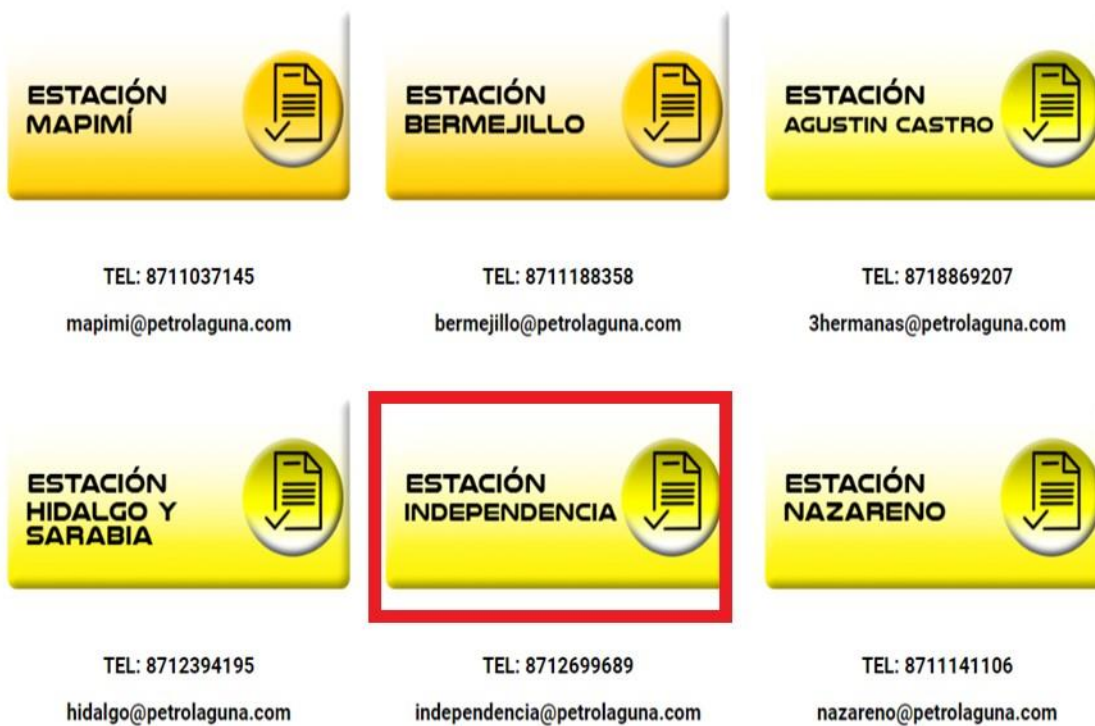 ESTACIÓN
MAPIMÍ
ESTACIÓN
BERMEJILLO
ESTACIÓN
AGUSTIN CASTRO
TEL: 8711037145
mapimi@petrolaguna.com
TEL: 8711188358
bermejillo@petrolaguna.com
TEL: 8718869207
3hermanas@petrolaguna.com
ESTACIÓN
HIDALGO Y
SARABIA
ESTACIÓN
INDEPENDENCIA
ESTACIÓN
NAZARENO
TEL: 8712394195
hidalgo@petrolaguna.com
TEL: 8712699689
independencia@petrolaguna.com
TEL: 8711141106
nazareno@petrolaguna.com